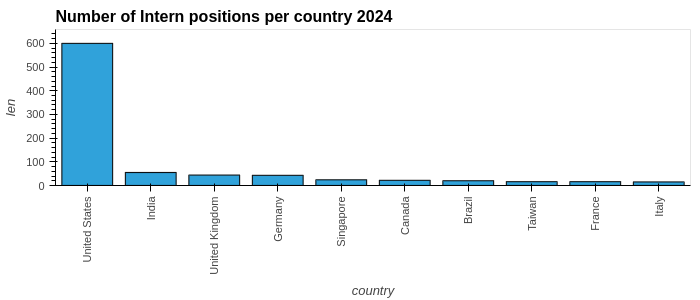 Number of Intern positions per country 2024
len
600
500
400
300
200
100
0
United States
India
United Kingdom
Germany
Singapore
Canada
Brazil
Taiwan
France
Italy
country